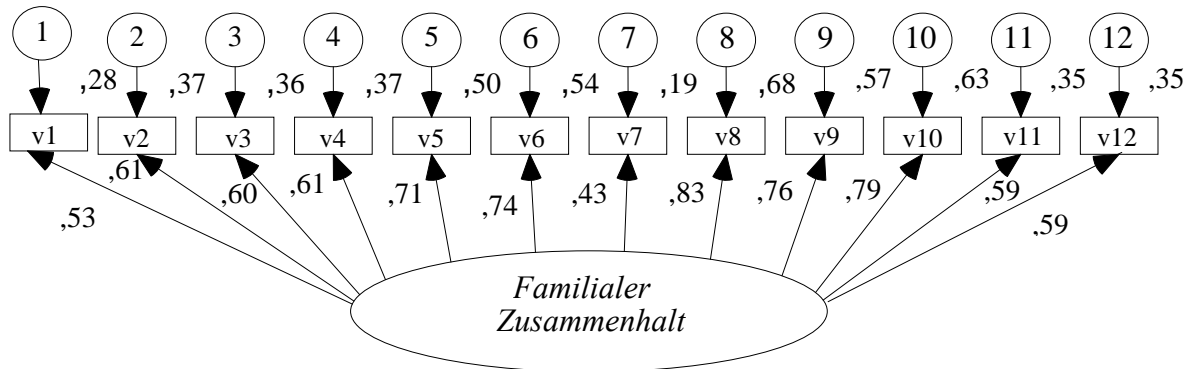 1 2 3 4 5 6 7 8 9 10 11 12
,28 ,37 ,36 ,37 ,50 ,54 ,19 ,68 ,57 ,63 ,35 ,35
v1 v2 v3 v4 v5 v6 v7 v8 v9 v10 v11 v12
,53 ,61 ,60 ,61 ,71 ,74 ,43 ,83 ,76 ,79 ,59 ,59
Familialer
Zusammenhalt